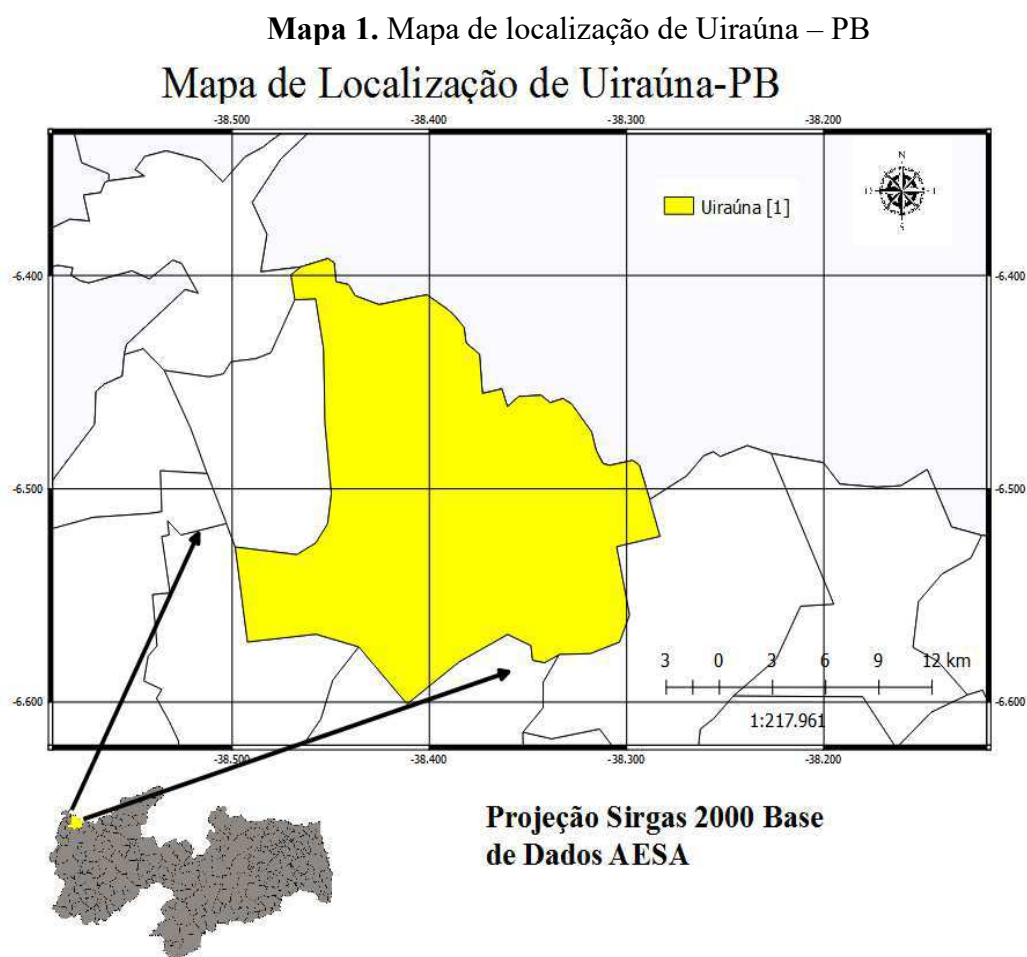 Mapa 1. Mapa de localização de Uiraúna – PB
Mapa de Localização de Uiraúna-PB
-38.500 -38.400 -38.300 -38.200
N
Uiraúna [1]
S
-6.400 -6.400
-6.500 -6.500
3 0 3 6 9 12 km
-6.600 -6.600
1:217.961
-38.500 -38.400 -38.300 -38.200
Projeção Sirgas 2000 Base
de Dados AESA